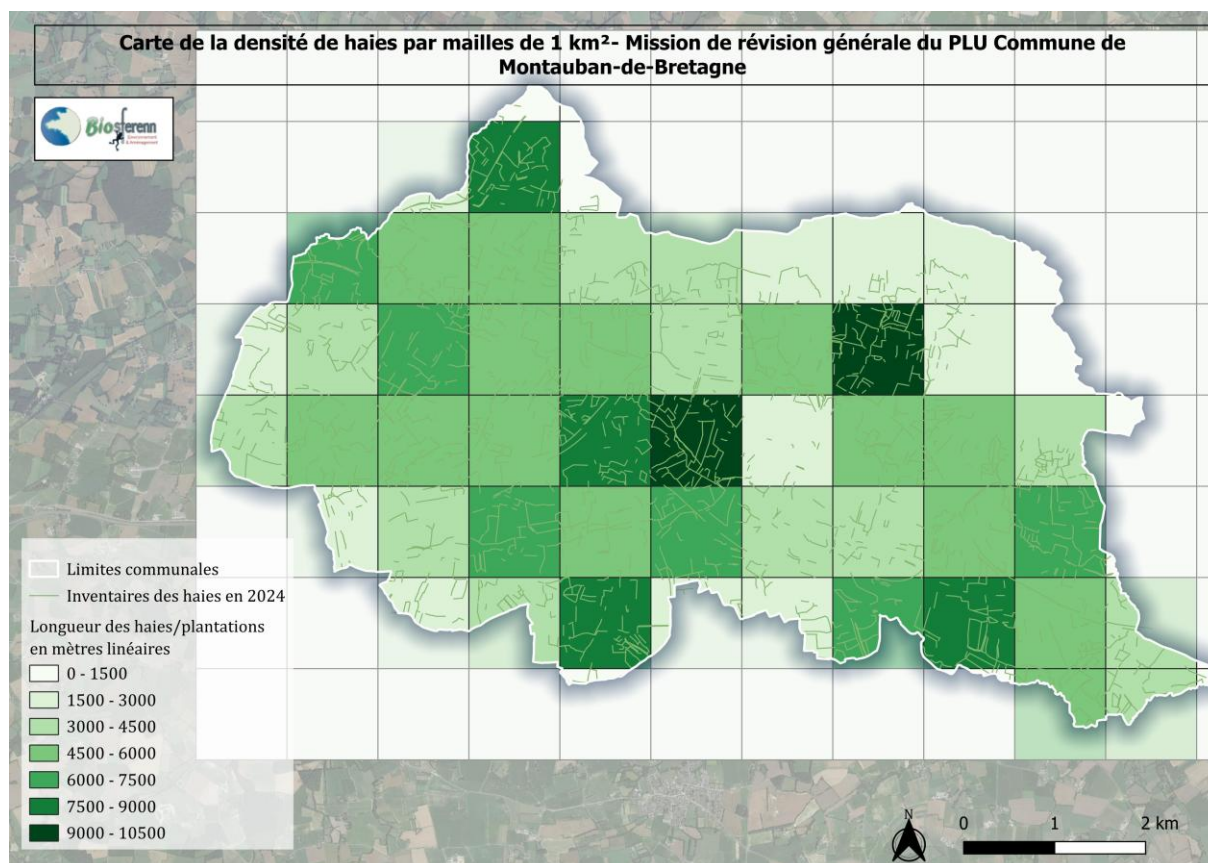 Carte de la densité de haies par mailles de 1 km²- Mission de révision générale du PLU Commune de
Montauban-de-Bretagne
Biosferenn
Environnement
& Aménagement
Limites communales
Inventaires des haies en 2024
Longueur des haies/plantations
en mètres linéaires
0 - 1500
1500 - 3000
3000 - 4500
4500 - 6000
6000 - 7500
7500 - 9000
9000 - 10500
N
0 1 2 km